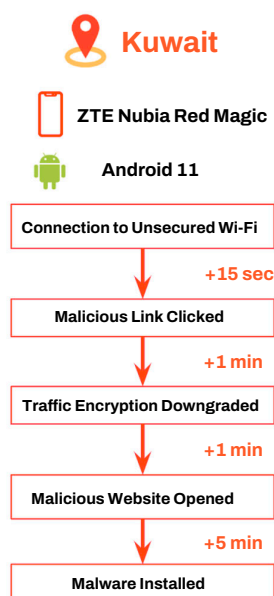 Kuwait
ZTE Nubia Red Magic
Android 11
Connection to Unsecured Wi-Fi
+15 sec
Malicious Link Clicked
+1 min
Traffic Encryption Downgraded
+1 min
Malicious Website Opened
+5 min
Malware Installed